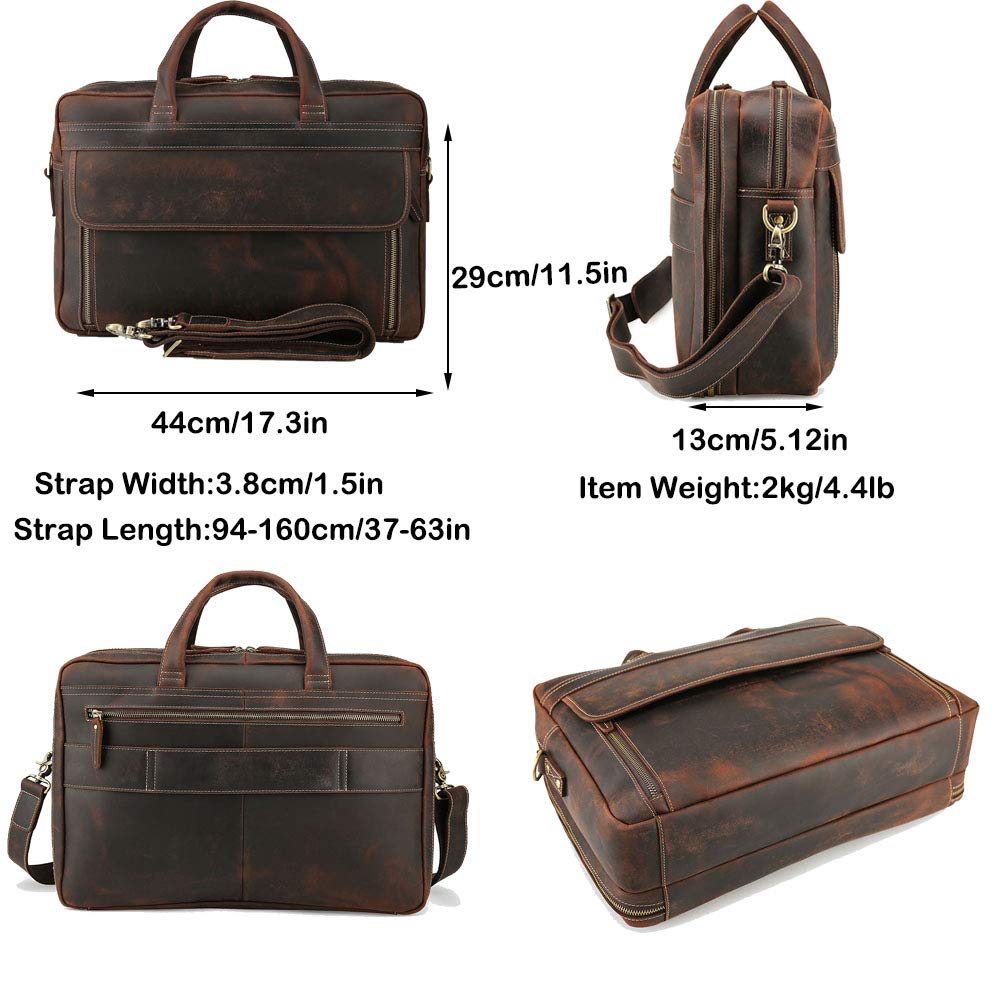 29cm/11.5in
44cm/17.3in
13cm/5.12in
Strap Width:3.8cm/1.5in
Item Weight:2kg/4.4lb
Strap Length:94-160cm/37-63in